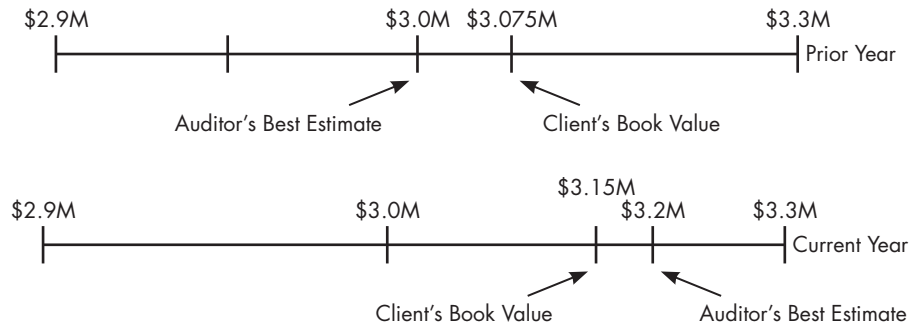 $2.9M $3.0M $3.075M $3.3M
Prior Year
Auditor’s Best Estimate Client’s Book Value
$3.15M
$2.9M $3.0M $3.2M $3.3M
Current Year
Client’s Book Value Auditor’s Best Estimate